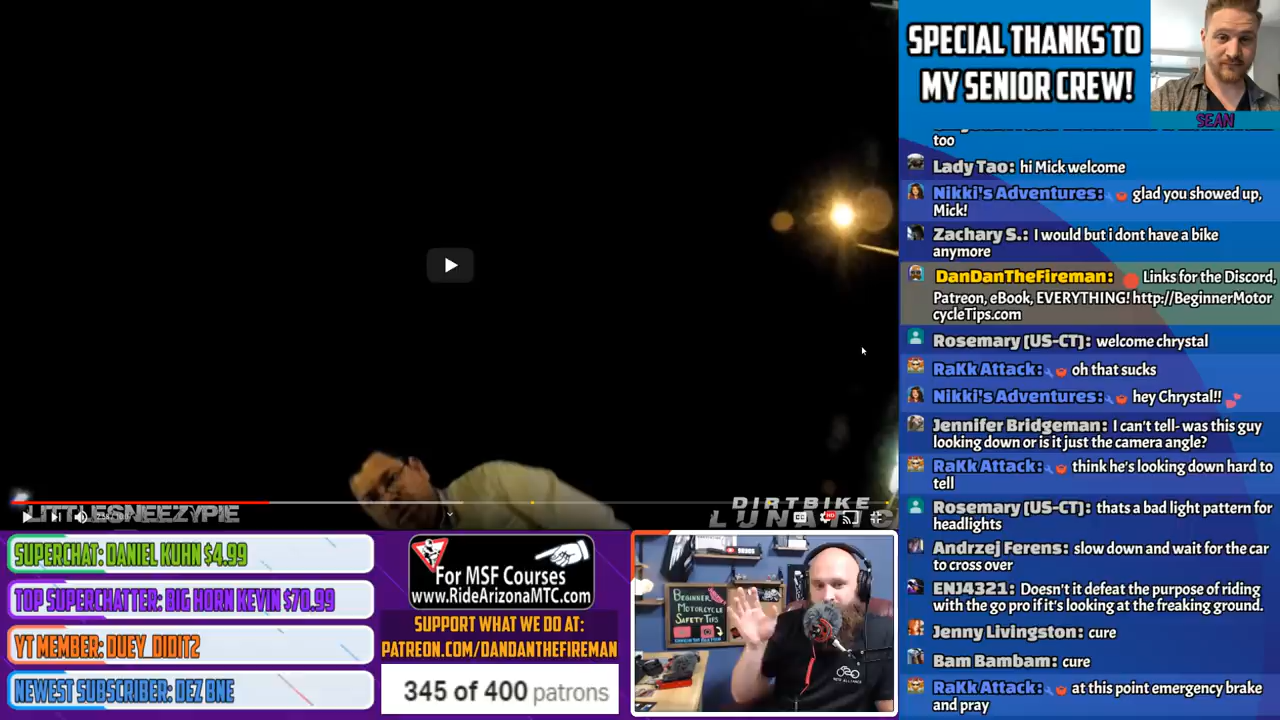 SPECIAL THANKS TO
MY SENIOR CREW!
SEAN
too
Lady Tao: hi Mick welcome
Nikki's Adventures: glad you showed up,
Mick!
Zachary S.: I would but i dont have a bike
anymore
DanDanTheFireman: Links for the Discord,
Patreon, eBook, EVERYTHING! http://BeginnerMotor
cycleTips.com
Rosemary [US-CT]: welcome chrystal
RaKk Attack: oh that sucks
Nikki's Adventures: hey Chrystal!!
Jennifer Bridgeman: I can't tell- was this guy
looking down or is it just the camera angle?
RaKk Attack: think he's looking down hard to
tell
Rosemary [US-CT]: thats a bad light pattern for
headlights
Andrzej Ferens: slow down and wait for the car
to cross over
ENJ4321: Doesn't it defeat the purpose of riding
with the go pro if it's looking at the freaking ground.
Jenny Livingston: cure
Bam Bambam: cure
RaKk Attack: at this point emergency brake
and pray
LITTLESNEEZYPIE
DIRTBIKE
LUNATIC
CC
HD
SUPERCHAT: DANIEL KUHN $4.99
TOP SUPERCHATTER: BIG HORN KEVIN $70.99
YT MEMBER: DUEY DIDIT2
NEWEST SUBSCRIBER: DEZ BNE
For MSF Courses
www.RideArizonaMTC.com
SUPPORT WHAT WE DO AT:
PATREON.COM/DANDANTHEFIREMAN
345 of 400 patrons
BEGINNER
MOTORCYCLE
SAFETY TIPS